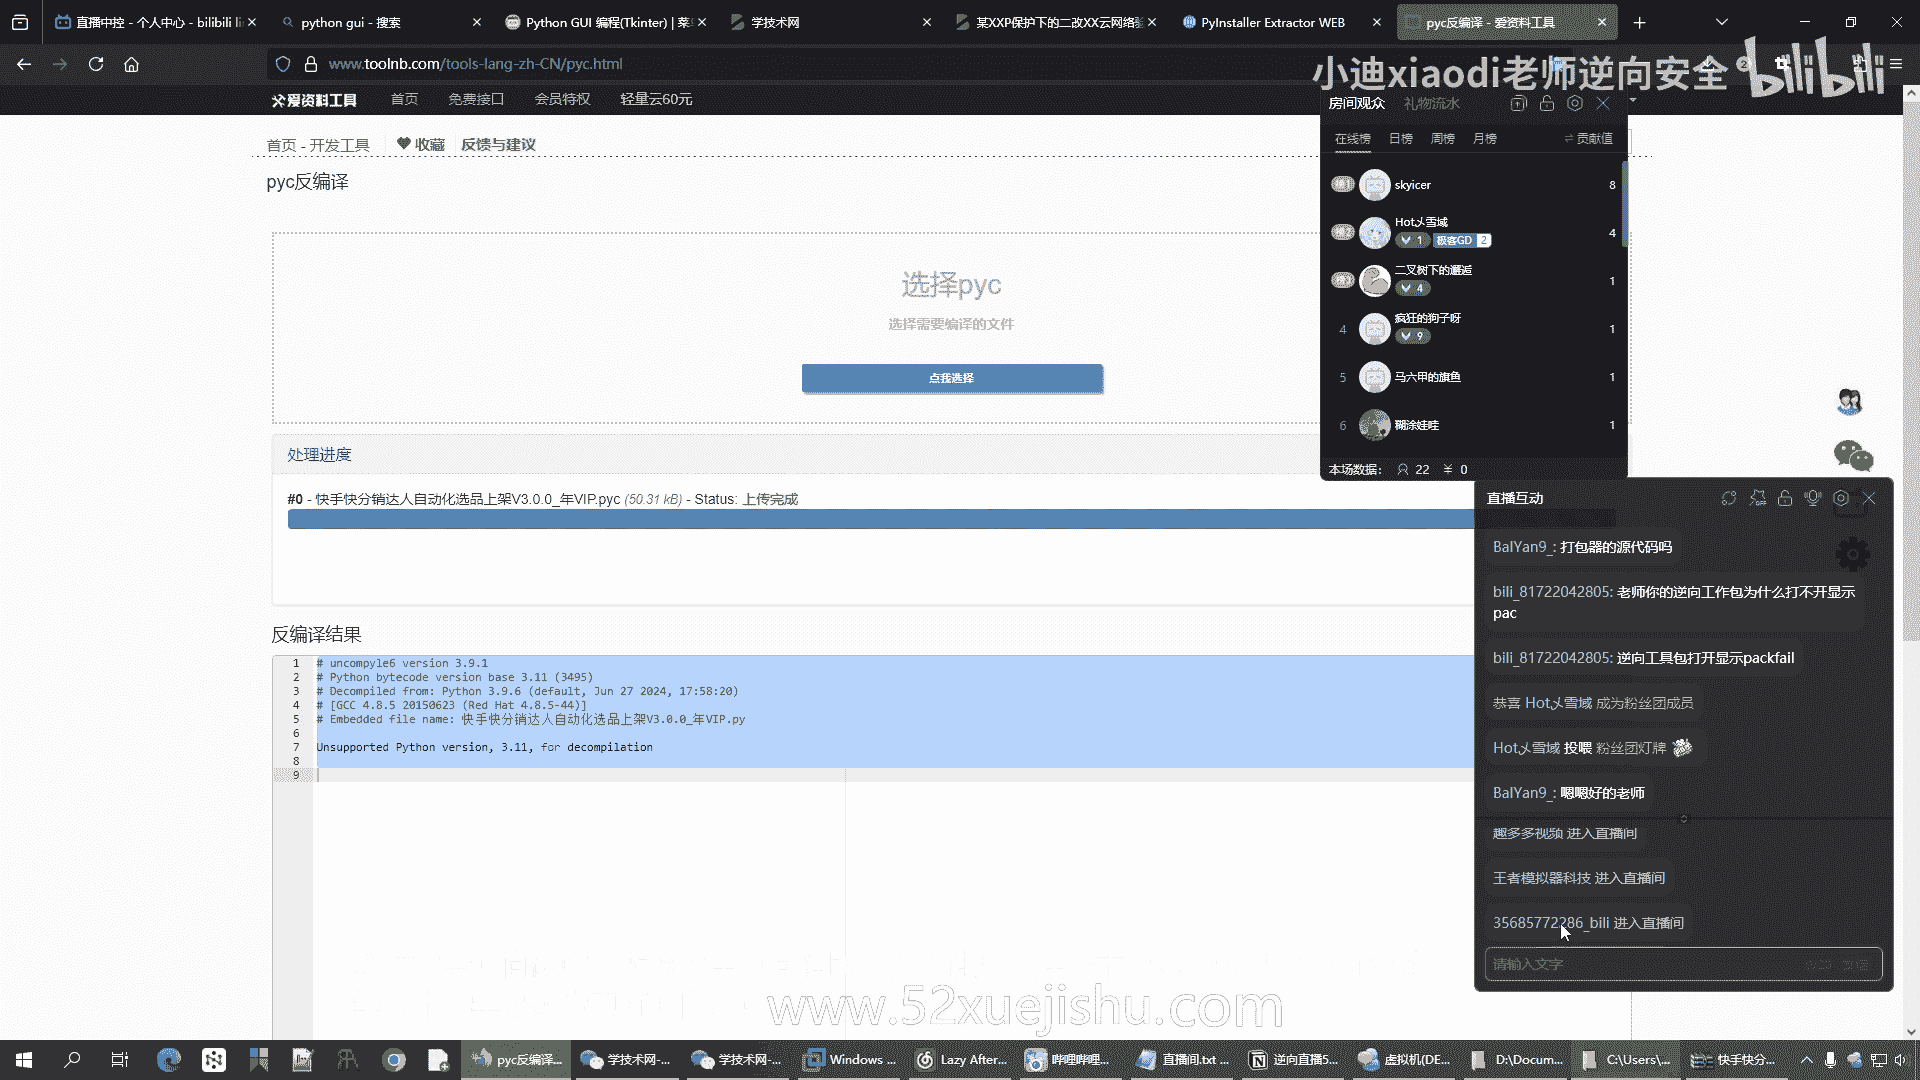 直播中控 - 个人中心 - bilibili li
python gui - 搜索
Python GUI 编程(Tkinter) | 菜鸟
学技术网
某XXP保护下的二改XX云网络验
PyInstaller Extractor WEB
pyc反编译 - 爱资料工具
www.toolnb.com/tools-lang-zh-CN/pyc.html
小迪xiaodi老师逆向安全
bilibili
爱资料工具
首页
免费接口
会员特权
轻量云60元
首页 - 开发工具
收藏
反馈与建议
pyc反编译
选择pyc
选择需要编译的文件
点我选择
处理进度
#0 - 快手快分销达人自动化选品上架V3.0.0_年VIP.pyc (50.31 kB) - Status: 上传完成
反编译结果
1 # uncompyle6 version 3.9.1
2 # Python bytecode version base 3.11 (3495)
3 # Decompiled from: Python 3.9.6 (default, Jun 27 2024, 17:58:20)
4 # [GCC 4.8.5 20150623 (Red Hat 4.8.5-44)]
5 # Embedded file name: 快手快分销达人自动化选品上架V3.0.0_年VIP.py
6
7 Unsupported Python version, 3.11, for decompilation
8
9
房间观众
礼物流水
在线榜
日榜
周榜
月榜
贡献值
skyicer
8
Hot乄雪域
1
极客GD 2
4
二叉树下的邂逅
4
1
4
疯狂的狗子呀
9
1
5
马六甲的旗鱼
1
6
糊涂娃哇
1
本场数据: 22 ¥ 0
直播互动
BalYan9_: 打包器的源代码吗
bili_81722042805: 老师你的逆向工作包为什么打不开显示
pac
bili_81722042805: 逆向工具包打开显示packfail
恭喜 Hot乄雪域 成为粉丝团成员
Hot乄雪域 投喂 粉丝团灯牌
BalYan9_: 嗯嗯好的老师
趣多多视频 进入直播间
王者模拟器科技 进入直播间
35685772286_bili 进入直播间
请输入文字
www.52xuejishu.com
pyc反编译...
学技术网-...
学技术网-...
Windows ...
Lazy After...
哔哩哔哩...
直播间.txt ...
逆向直播5...
虚拟机(DE...
D:\Docum...
C:\Users\...
快手快分...